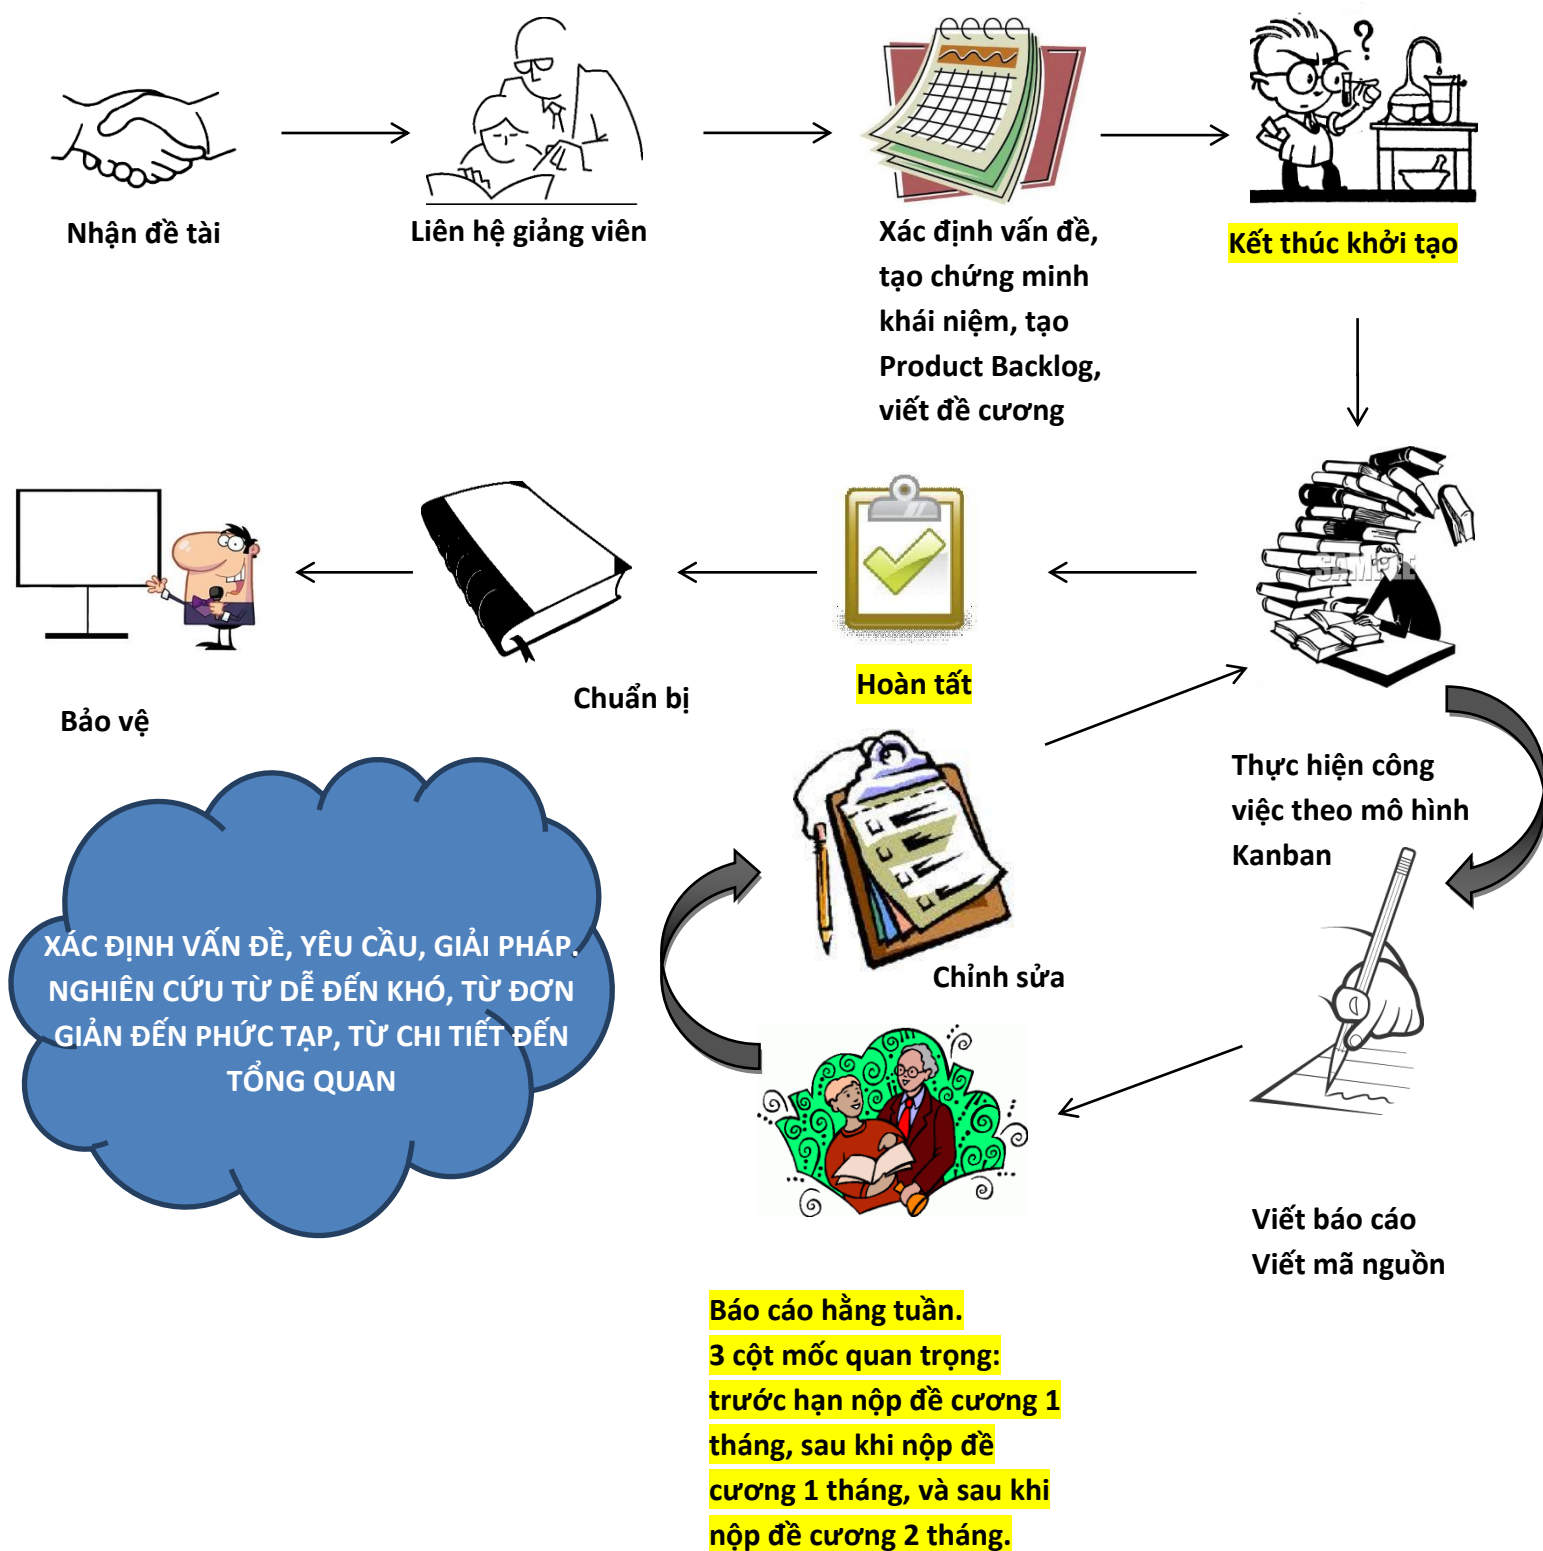 Nhận đề tài
Liên hệ giảng viên
Xác định vấn đề,
tạo chứng minh
khái niệm, tạo
Product Backlog,
viết đề cương
Kết thúc khởi tạo
?
SAMPLE
Bảo vệ
Chuẩn bị
Hoàn tất
Thực hiện công
việc theo mô hình
Kanban
Chỉnh sửa
XÁC ĐỊNH VẤN ĐỀ, YÊU CẦU, GIẢI PHÁP.
NGHIÊN CỨU TỪ DỄ ĐẾN KHÓ, TỪ ĐƠN
GIẢN ĐẾN PHỨC TẠP, TỪ CHI TIẾT ĐẾN
TỔNG QUAN
Viết báo cáo
Viết mã nguồn
Báo cáo hằng tuần.
3 cột mốc quan trọng:
trước hạn nộp đề cương 1
tháng, sau khi nộp đề
cương 1 tháng, và sau khi
nộp đề cương 2 tháng.